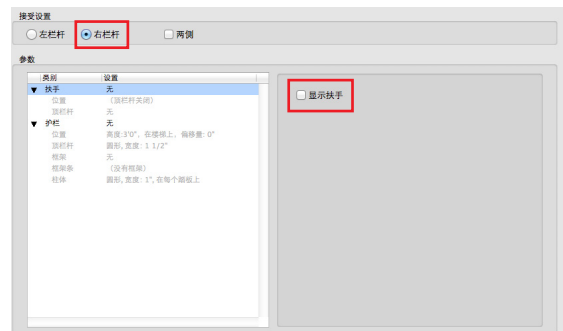 接受设置
左栏杆 右栏杆 两侧
参数
类别 设置
▼ 扶手 无
位置 （顶栏杆关闭）
顶栏杆 无
▼ 护栏 无
位置 高度:3'0", 在楼梯上, 偏移量: 0"
顶栏杆 圆形, 宽度: 1 1/2"
框架 无
框架条 （没有框架）
柱体 圆形, 宽度: 1", 在每个踏板上
显示扶手